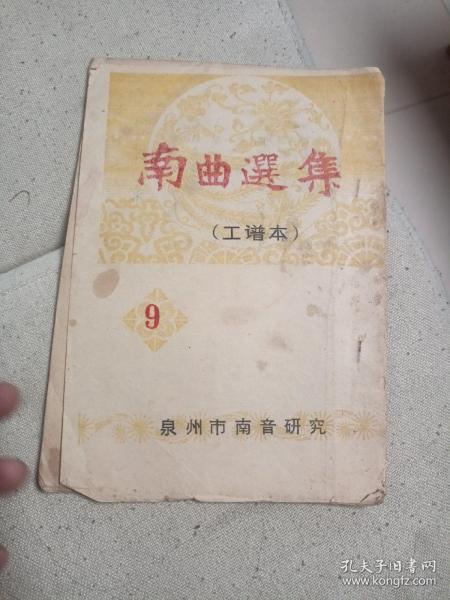 南曲選集
（工谱本）
9
泉州市南音研究
孔夫子旧书网
www.kongfz.com